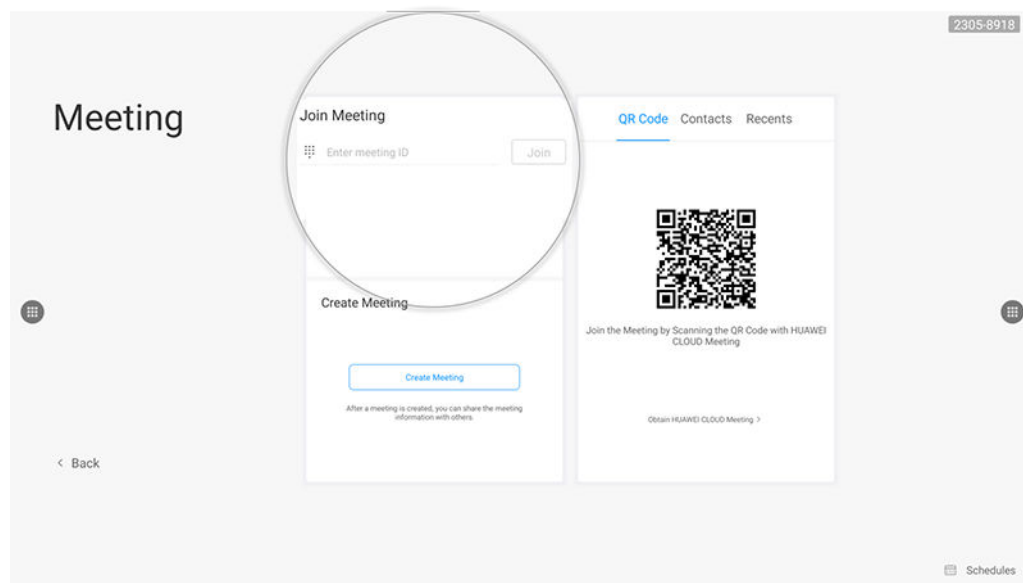 2305-8918
Meeting
Join Meeting
Enter meeting ID
Join
Create Meeting
Create Meeting
After a meeting is created, you can share the meeting
information with others.
QR Code Contacts Recents
Join the Meeting by Scanning the QR Code with HUAWEI
CLOUD Meeting
Obtain HUAWEI CLOUD Meeting >
< Back
Schedules